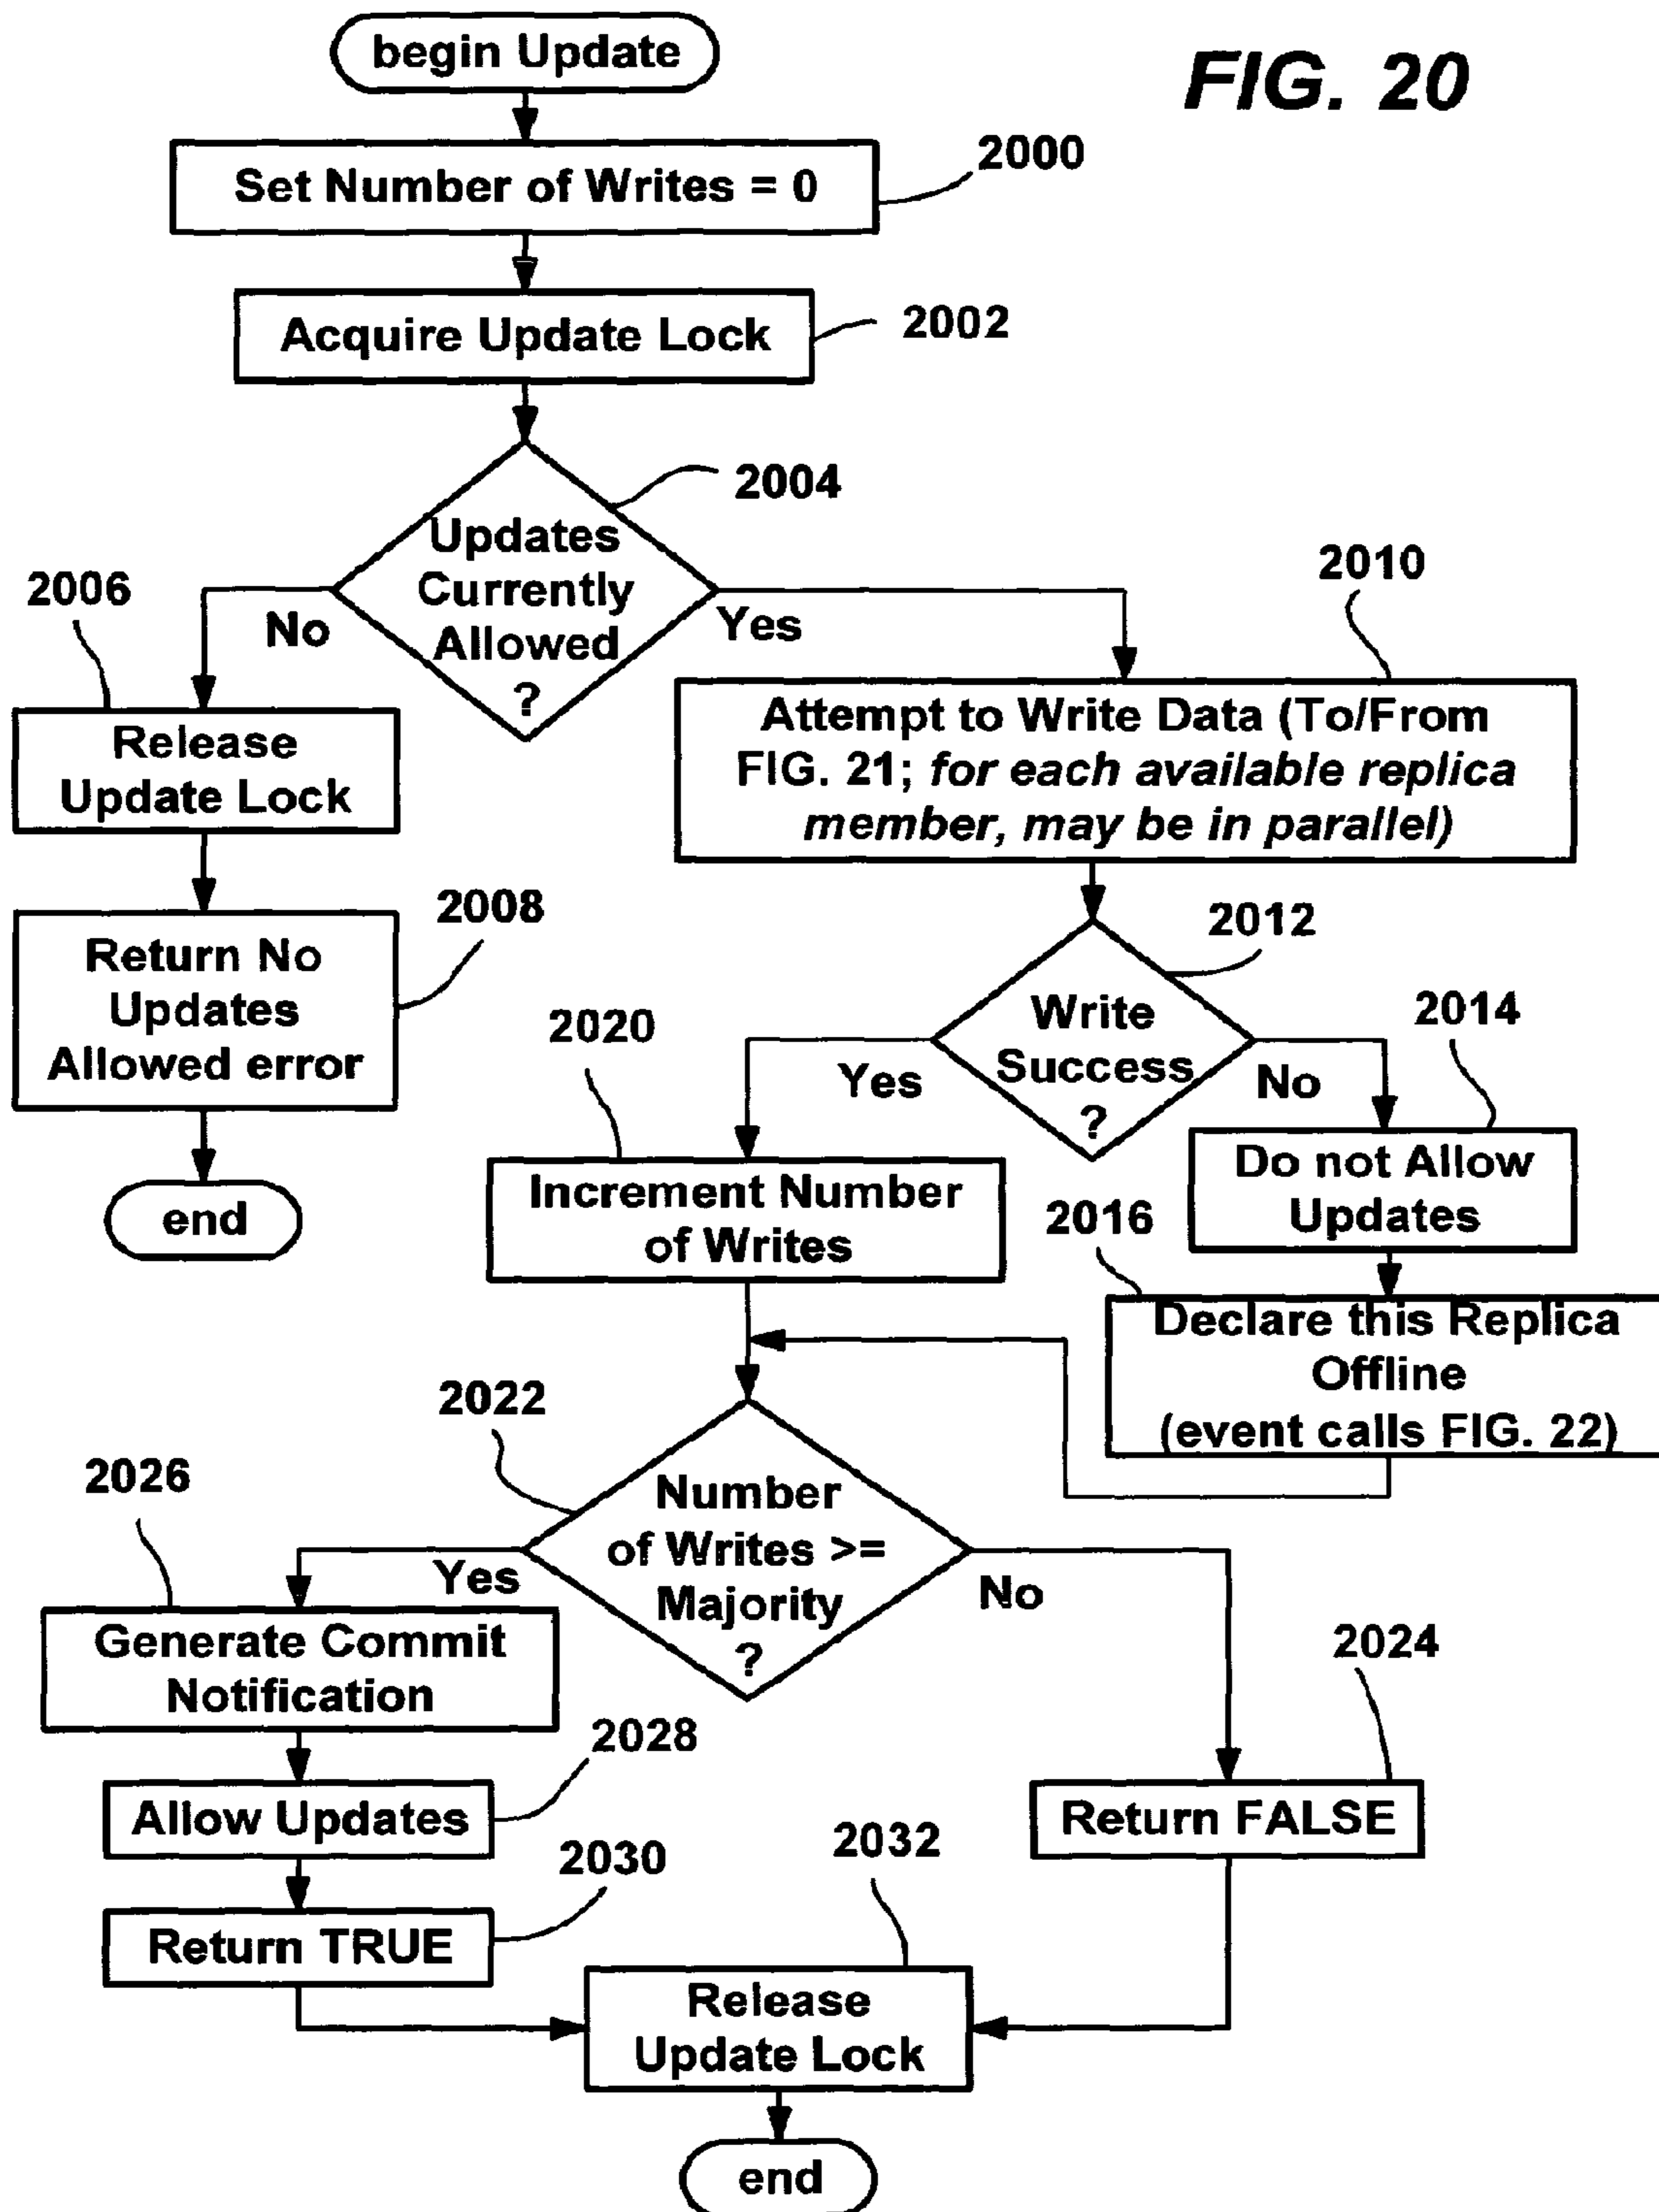 begin Update
FIG. 20
Set Number of Writes = 0
2000
Acquire Update Lock
2002
2004
Updates
Currently
Allowed
?
No
Yes
2006
Release
Update Lock
2008
Return No
Updates
Allowed error
end
2010
Attempt to Write Data (To/From
FIG. 21; for each available replica
member, may be in parallel)
2012
Write
Success
?
Yes
No
2014
Do not Allow
Updates
2016
Declare this Replica
Offline
(event calls FIG. 22)
2020
Increment Number
of Writes
2022
Number
of Writes >=
Majority
?
Yes
No
2026
Generate Commit
Notification
2028
Allow Updates
2030
Return TRUE
2024
Return FALSE
2032
Release
Update Lock
end